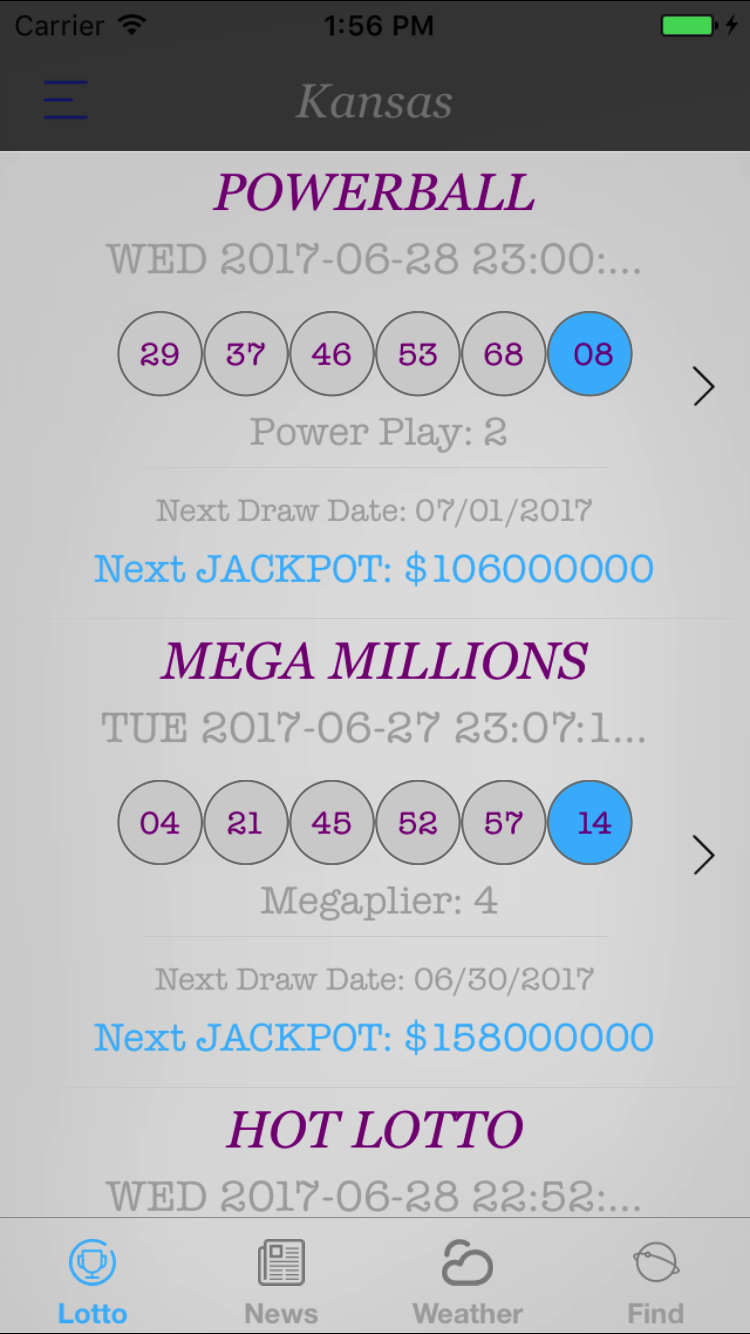 Carrier 1:56 PM
Kansas
POWERBALL
WED 2017-06-28 23:00:...
29 37 46 53 68 08
Power Play: 2
Next Draw Date: 07/01/2017
Next JACKPOT: $106000000
MEGA MILLIONS
TUE 2017-06-27 23:07:1...
04 21 45 52 57 14
Megaplier: 4
Next Draw Date: 06/30/2017
Next JACKPOT: $158000000
HOT LOTTO
WED 2017-06-28 22:52:...
Lotto News Weather Find